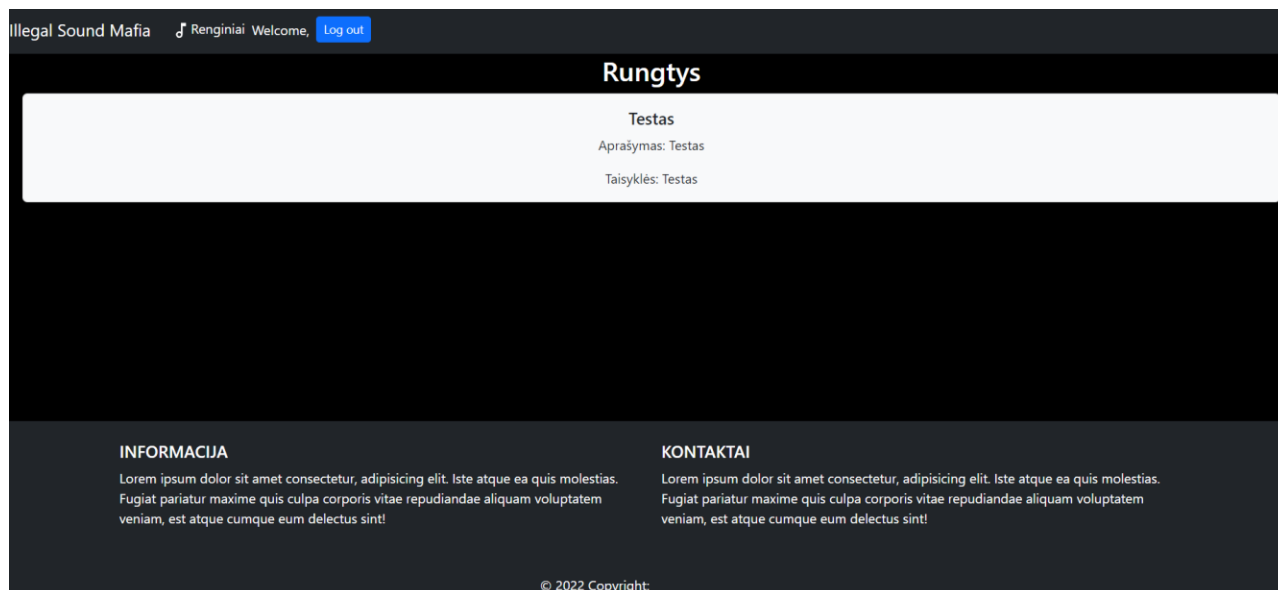 Illegal Sound Mafia Renginiai Welcome, Log out
Rungtys
Testas
Aprašymas: Testas
Taisyklės: Testas
INFORMACIJA
Lorem ipsum dolor sit amet consectetur, adipisicing elit. Iste atque ea quis molestias.
Fugiat pariatur maxime quis culpa corporis vitae repudiandae aliquam voluptatem
veniam, est atque cumque eum delectus sint!
KONTAKTAI
Lorem ipsum dolor sit amet consectetur, adipisicing elit. Iste atque ea quis molestias.
Fugiat pariatur maxime quis culpa corporis vitae repudiandae aliquam voluptatem
veniam, est atque cumque eum delectus sint!
© 2022 Copyright: